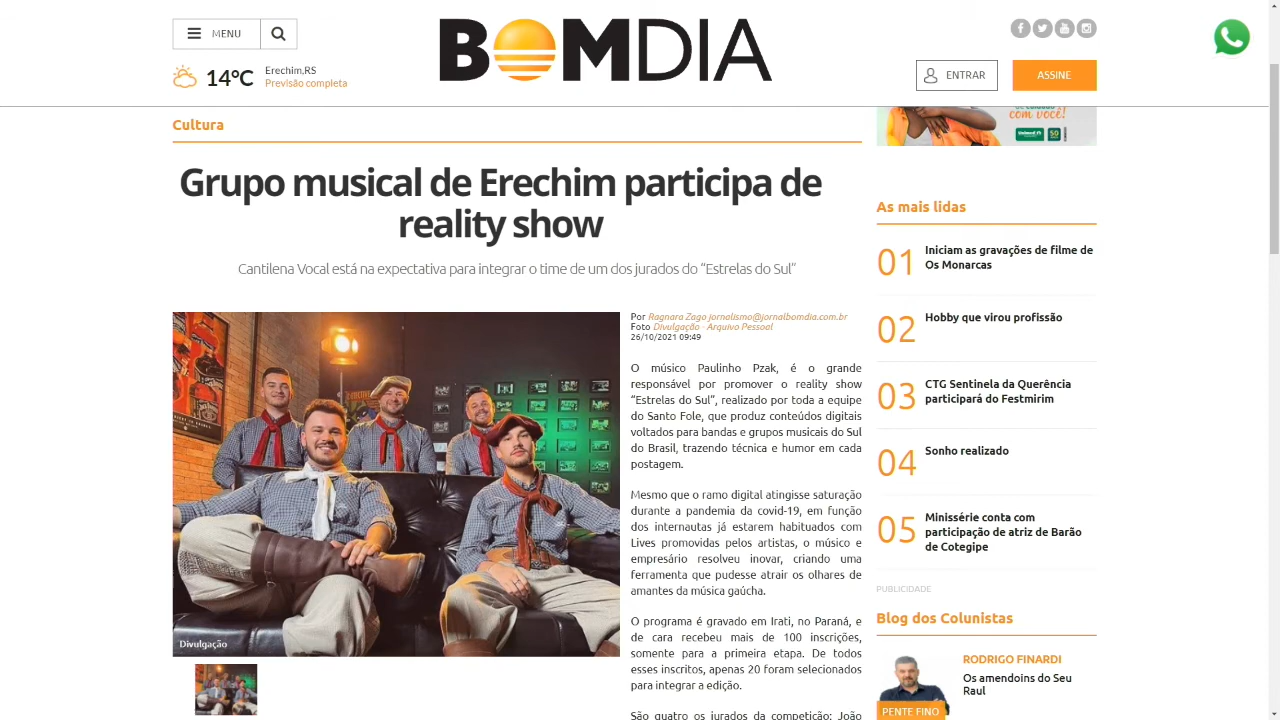 MENU
BOMDIA
14°C
Erechim,RS
Previsão completa
ENTRAR
ASSINE
com você!
Cultura
Grupo musical de Erechim participa de
reality show
Cantilena Vocal está na expectativa para integrar o time de um dos jurados do “Estrelas do Sul”
Divulgação
Por Ragnara Zago jornalismo@jornalbomdia.com.br
Foto Divulgação - Arquivo Pessoal
26/10/2021 09:49
O músico Paulinho Pzak, é o grande
responsável por promover o reality show
“Estrelas do Sul”, realizado por toda a equipe
do Santo Fole, que produz conteúdos digitais
voltados para bandas e grupos musicais do Sul
do Brasil, trazendo técnica e humor em cada
postagem.
Mesmo que o ramo digital atingisse saturação
durante a pandemia da covid-19, em função
dos internautas já estarem habituados com
Lives promovidas pelos artistas, o músico e
empresário resolveu inovar, criando uma
ferramenta que pudesse atrair os olhares de
amantes da música gaúcha.
O programa é gravado em Irati, no Paraná, e
de cara recebeu mais de 100 inscrições,
somente para a primeira etapa. De todos
esses inscritos, apenas 20 foram selecionados
para integrar a edição.
São quatro os jurados da competição: João
As mais lidas
01 Iniciam as gravações de filme de
Os Monarcas
02 Hobby que virou profissão
03 CTG Sentinela da Querência
participará do Festmirim
04 Sonho realizado
05 Minissérie conta com
participação de atriz de Barão
de Cotegipe
PUBLICIDADE
Blog dos Colunistas
RODRIGO FINARDI
Os amendoins do Seu
Raul
PENTE FINO